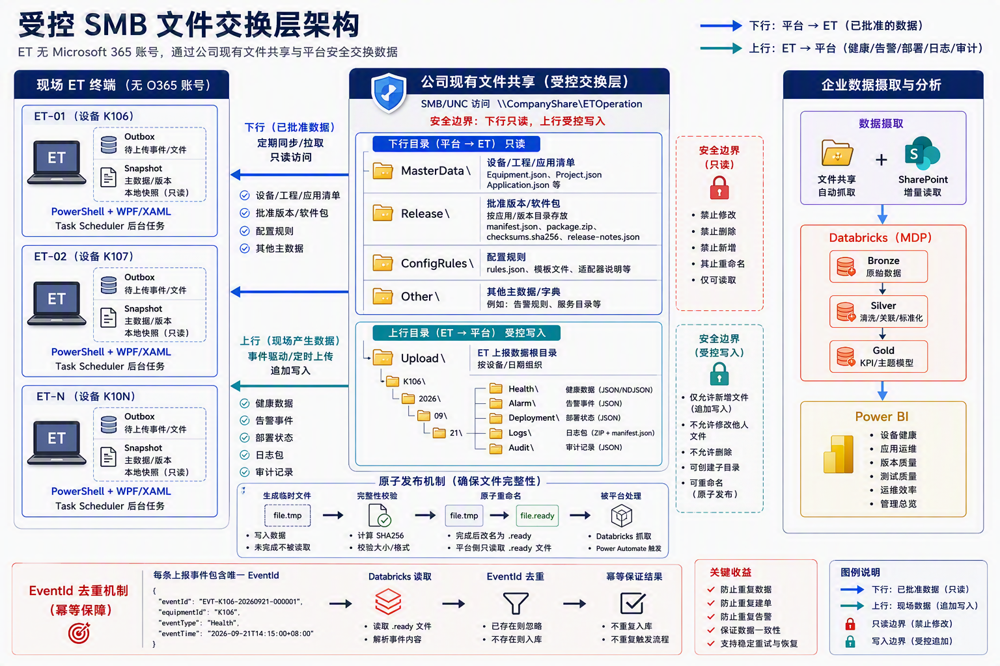 受控 SMB 文件交换层架构
ET 无 Microsoft 365 账号，通过公司现有文件共享与平台安全交换数据
下行：平台 → ET（已批准的数据）
上行：ET → 平台（健康/告警/部署/日志/审计）
现场 ET 终端（无 O365 账号）
ET-01（设备 K106）
ET
Outbox
待上传事件/文件
Snapshot
主数据/版本
本地快照（只读）
PowerShell + WPF/XAML
Task Scheduler 后台任务
ET-02（设备 K107）
ET
Outbox
待上传事件/文件
Snapshot
主数据/版本
本地快照（只读）
PowerShell + WPF/XAML
Task Scheduler 后台任务
ET-N（设备 K10N）
ET
Outbox
待上传事件/文件
Snapshot
主数据/版本
本地快照（只读）
PowerShell + WPF/XAML
Task Scheduler 后台任务
下行（已批准数据）
定期同步/拉取
只读访问
设备/工程/应用清单
批准版本/软件包
配置规则
其他主数据
上行（现场产生数据）
事件驱动/定时上传
追加写入
健康数据
告警事件
部署状态
日志包
审计记录
公司现有文件共享（受控交换层）
SMB/UNC 访问 \\CompanyShare\ETOperation
安全边界：下行只读，上行受控写入
下行目录（平台 → ET） 只读
MasterData\
设备/工程/应用清单
Equipment.json、Project.json
Application.json 等
Release\
批准版本/软件包
按应用/版本目录存放
manifest.json、package.zip、
checksums.sha256、release-notes.json
ConfigRules\
配置规则
rules.json、模板文件、适配器说明等
Other\
其他主数据/字典
例如：告警规则、服务目录等
上行目录（ET → 平台） 受控写入
Upload\
ET 上报数据根目录
按设备/日期组织
K106\
2026\
09\
21\
Health\ 健康数据（JSON/NDJSON）
Alarm\ 告警事件（JSON）
Deployment\ 部署状态（JSON）
Logs\ 日志包（ZIP + manifest.json）
Audit\ 审计记录（JSON）
安全边界
（只读）
• 禁止修改
• 禁止删除
• 禁止新增
• 其止重命名
• 仅可读取
安全边界
（受控写入）
• 仅允许新增文件
（追加写入）
• 不允许修改他人
文件
• 不允许删除
• 可创建子目录
• 可重命名
（原子发布）
企业数据摄取与分析
数据摄取
文件共享
自动抓取
+
S
SharePoint
增量读取
Databricks（MDP）
Bronze
原始数据
Silver
清洗/关联/标准化
Gold
KPI/主题模型
Power BI
• 设备健康
• 应用运维
• 版本质量
• 测试质量
• 运维效率
• 管理总览
原子发布机制（确保文件完整性）
生成临时文件
file.tmp
• 写入数据
• 未完成不被读取
完整性校验
• 计算 SHA256
• 校验大小/格式
原子重命名
file.tmp
file.ready
• 完成后改名为 .ready
• 平台侧只读取 .ready 文件
被平台处理
• Databricks 抓取
• Power Automate 触发
EventId 去重机制
（幂等保障）
每条上报事件包含唯一 EventId
{
"eventId": "EVT-K106-20260921-000001",
"equipmentId": "K106",
"eventType": "Health",
"eventTime": "2026-09-21T14:15:00+08:00"
}
Databricks 读取
• 读取 .ready 文件
• 解析事件内容
EventId 去重
• 已存在则忽略
• 不存在则入库
幂等保证结果
• 不重复入库
• 不重复触发流程
关键收益
防止重复数据
防止重复建单
防止重复告警
保证数据一致性
支持稳定重试与恢复
图例说明
下行：已批准数据（只读）
上行：现场数据（追加写入）
只读边界（禁止修改）
写入边界（受控追加）